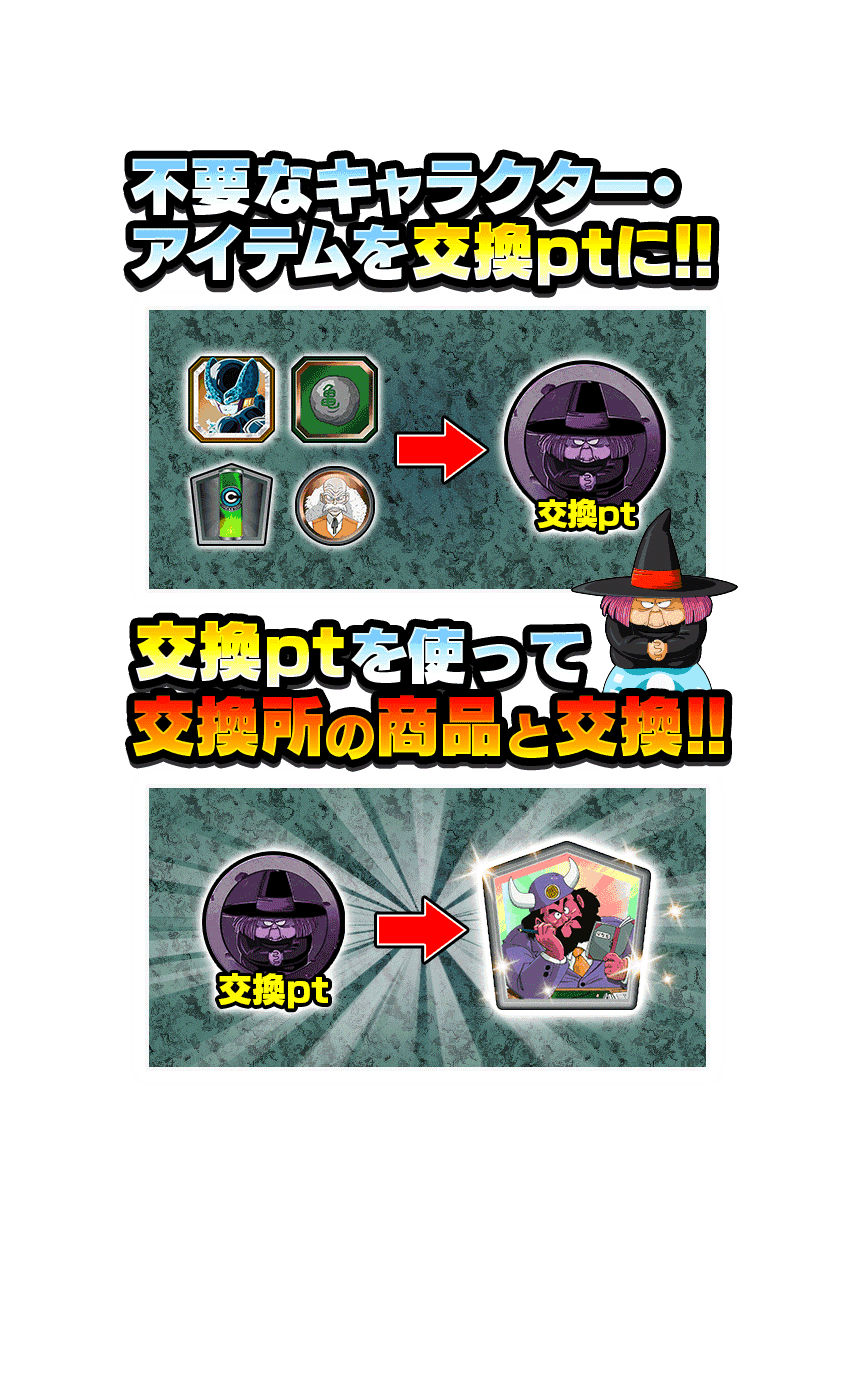 不要なキャラクター・
アイテムを交換ptに!!
亀
C
交換pt
交換ptを使って
交換所の商品と交換!!
交換pt